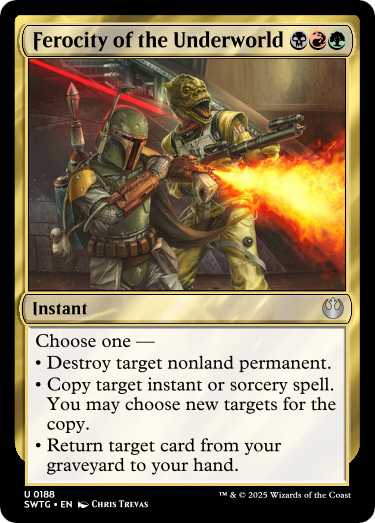 Ferocity of the Underworld
Instant
Choose one —
• Destroy target nonland permanent.
• Copy target instant or sorcery spell.
You may choose new targets for the
copy.
• Return target card from your
graveyard to your hand.
U 0188
SWTG • EN Chris Trevas
™ & © 2025 Wizards of the Coast